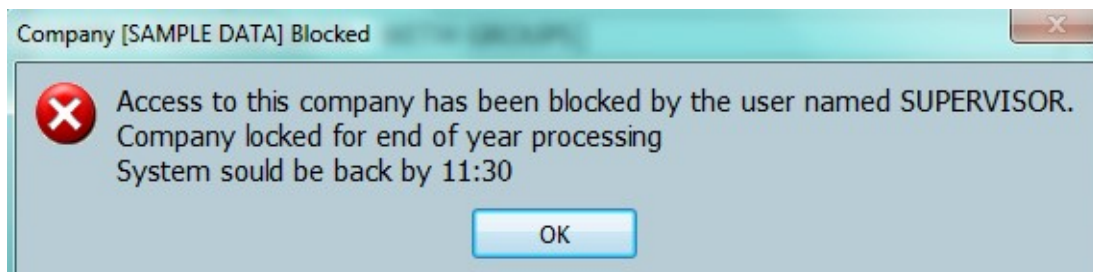 Company [SAMPLE DATA] Blocked
Access to this company has been blocked by the user named SUPERVISOR.
Company locked for end of year processing
System sould be back by 11:30
OK